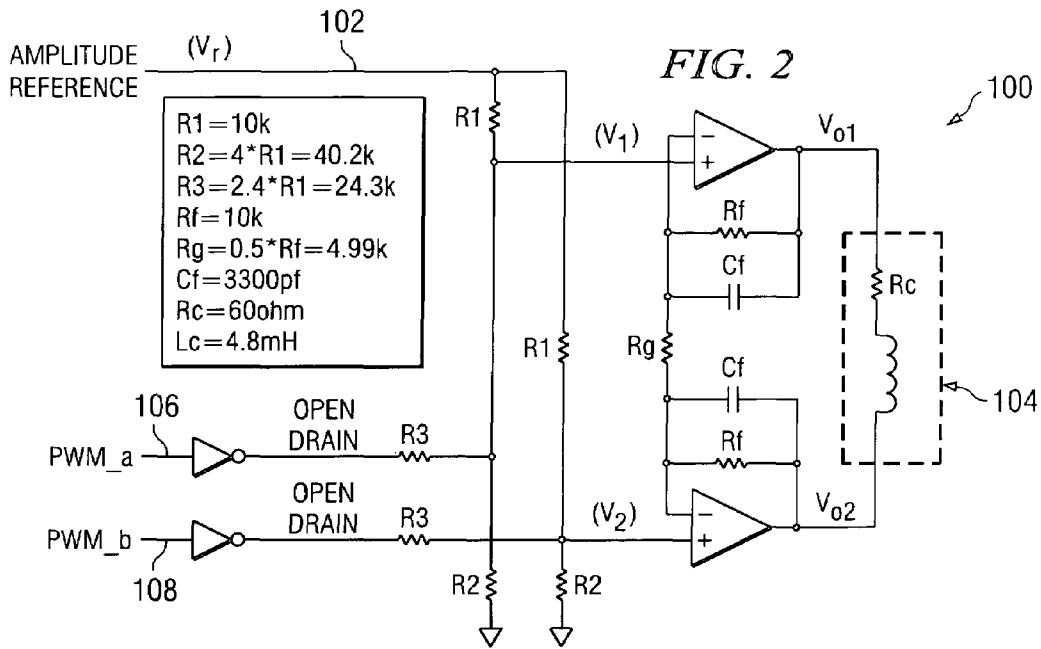 FIG. 2
100
102
AMPLITUDE
REFERENCE
(Vr)
R1=10k
R2=4*R1=40.2k
R3=2.4*R1=24.3k
Rf=10k
Rg=0.5*Rf=4.99k
Cf=3300pf
Rc=60ohm
Lc=4.8mH
R1
(V1)
−
+
Vo1
Rf
Cf
Rc
R1
Rg
Cf
104
106
PWM_a
OPEN
DRAIN
R3
Rf
OPEN
DRAIN
PWM_b
R3
(V2)
−
+
Vo2
108
R2
R2